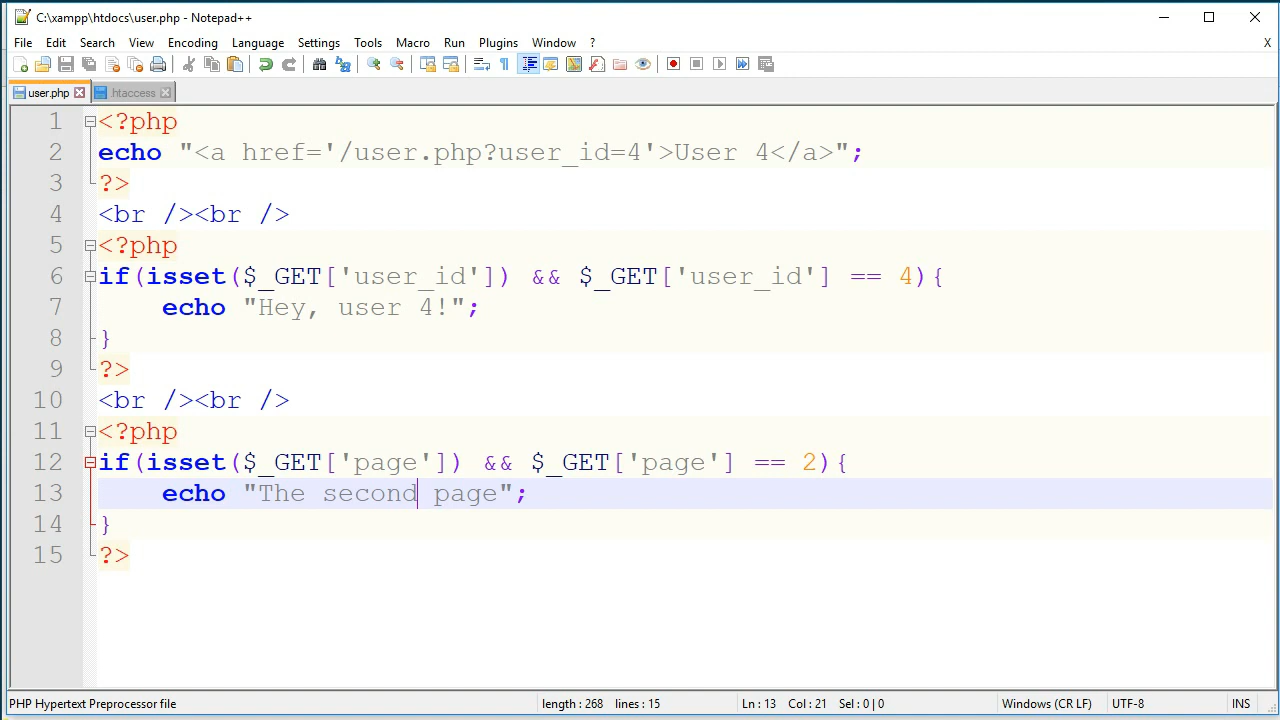 C:\xampp\htdocs\user.php - Notepad++
File Edit Search View Encoding Language Settings Tools Macro Run Plugins Window ? X
user.php .htaccess
1 <?php
2 echo "<a href='/user.php?user_id=4'>User 4</a>";
3 ?>
4 <br /><br />
5 <?php
6 if(isset($_GET['user_id']) && $_GET['user_id'] == 4){
7 echo "Hey, user 4!";
8 }
9 ?>
10 <br /><br />
11 <?php
12 if(isset($_GET['page']) && $_GET['page'] == 2){
13 echo "The second page";
14 }
15 ?>
PHP Hypertext Preprocessor file length : 268 lines : 15 Ln : 13 Col : 21 Sel : 0 | 0 Windows (CR LF) UTF-8 INS